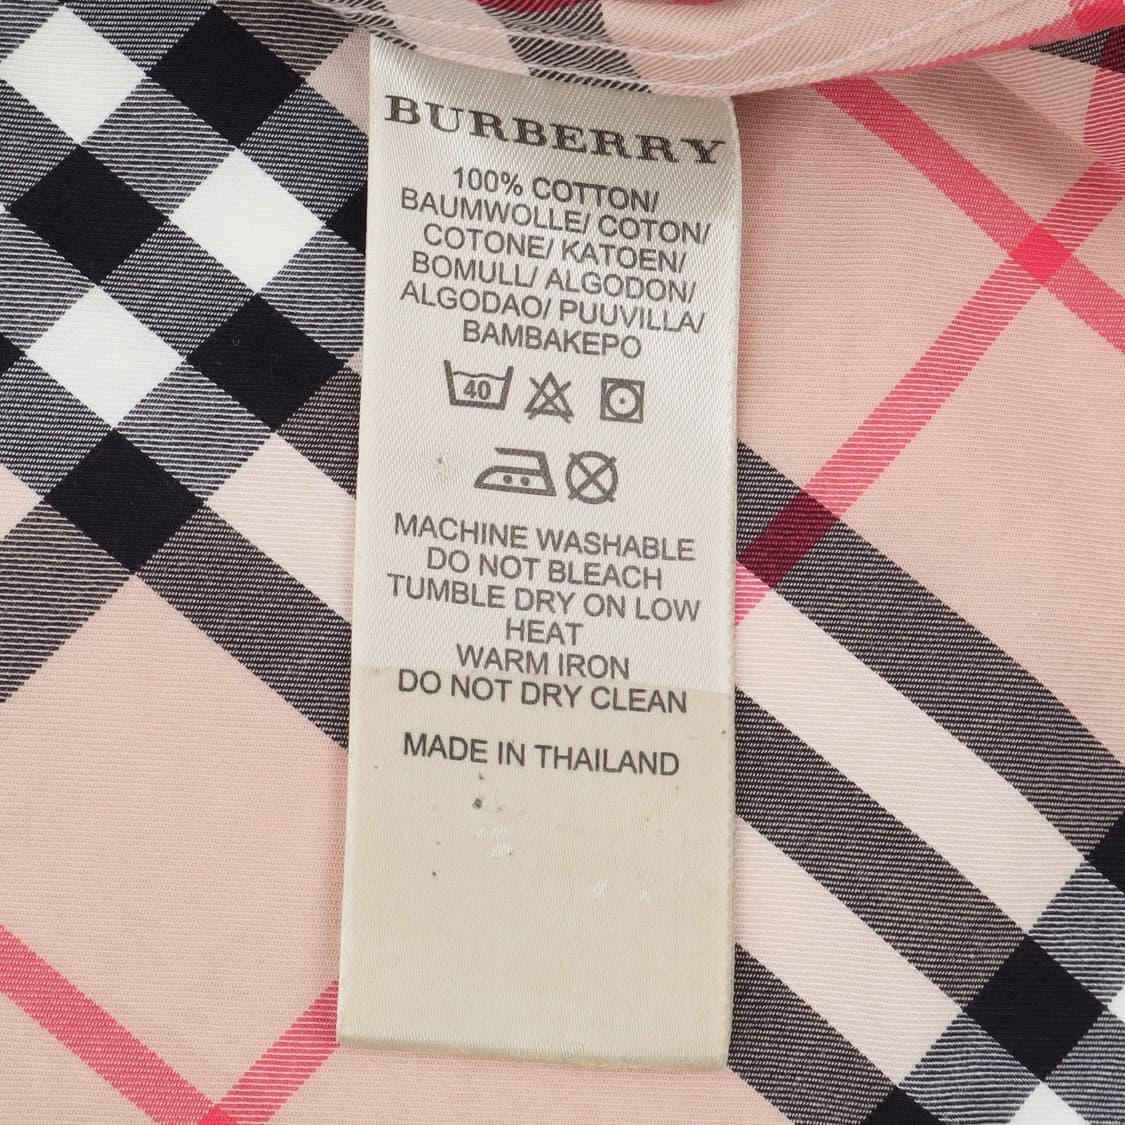 BURBERRY
100% COTTON/
BAUMWOLLE/ COTON/
COTONE/ KATOEN/
BOMULL/ ALGODON/
ALGODAO/ PUUVILLA/
BAMBAKEPO
40
MACHINE WASHABLE
DO NOT BLEACH
TUMBLE DRY ON LOW
HEAT
WARM IRON
DO NOT DRY CLEAN
MADE IN THAILAND